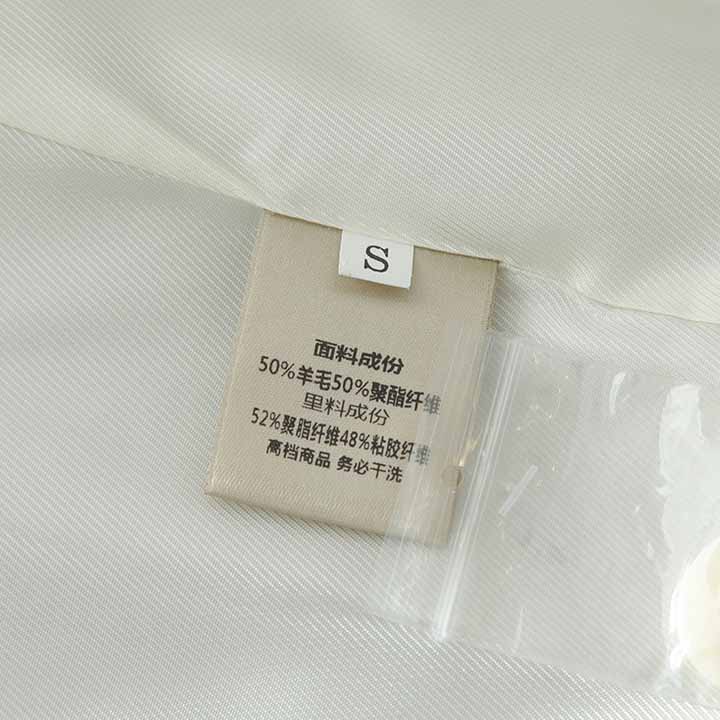 S
面料成份
50%羊毛50%聚酯纤维
里料成份
52%聚脂纤维48%粘胶纤维
高档商品 务必干洗